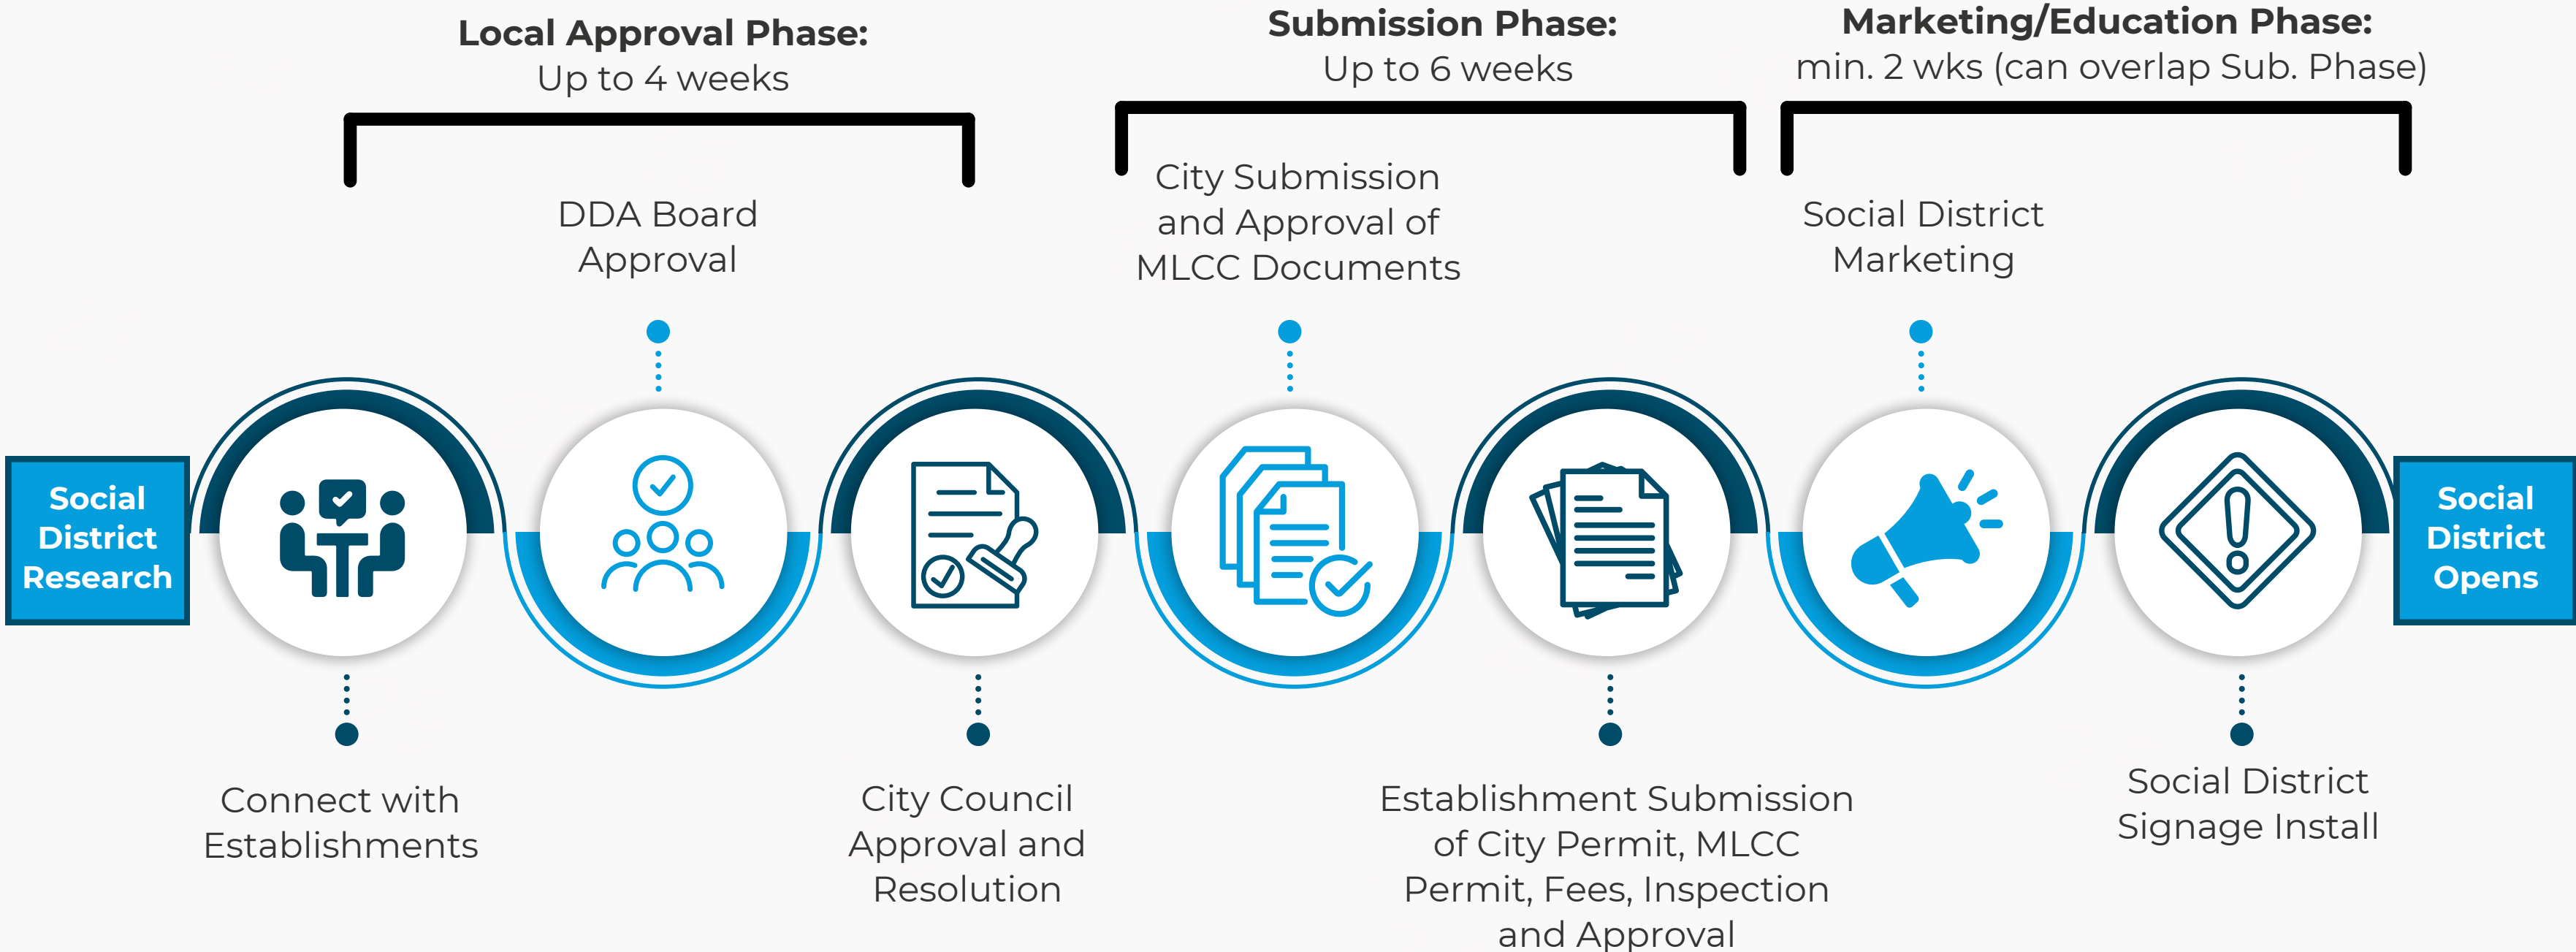 Local Approval Phase:
Up to 4 weeks
Submission Phase:
Up to 6 weeks
Marketing/Education Phase:
min. 2 wks (can overlap Sub. Phase)
DDA Board
Approval
City Submission
and Approval of
MLCC Documents
Social District
Marketing
Social
District
Research
Social
District
Opens
Connect with
Establishments
City Council
Approval and
Resolution
Establishment Submission
of City Permit, MLCC
Permit, Fees, Inspection
and Approval
Social District
Signage Install